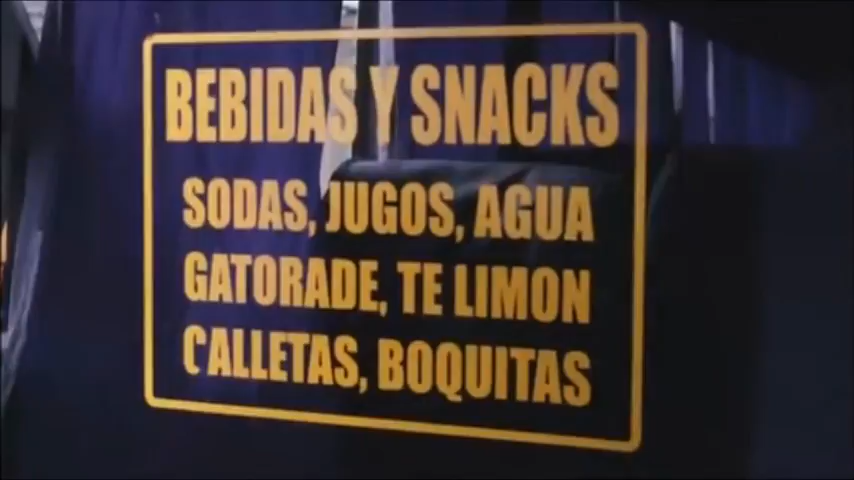 BEBIDAS Y SNACKS
SODAS, JUGOS, AGUA
GATORADE, TE LIMON
CALLETAS, BOQUITAS